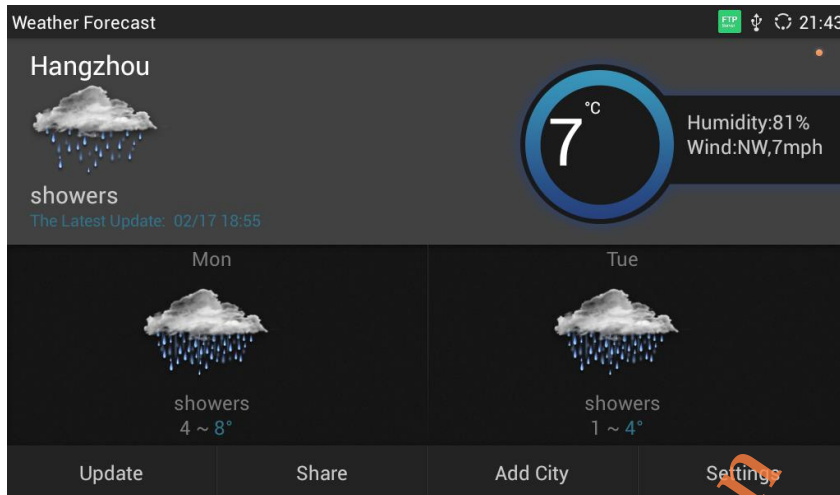 Weather Forecast
FTP
21:43
Hangzhou
7°C
Humidity:81%
Wind:NW,7mph
showers
The Latest Update: 02/17 18:55
Mon
Tue
showers
showers
4 ~ 8°
1 ~ 4°
Update
Share
Add City
Settings